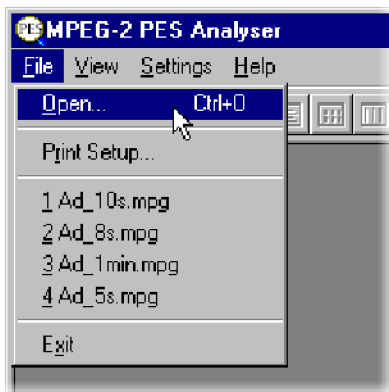 PES MPEG-2 PES Analyser
File View Settings Help
Open... Ctrl+O
Print Setup...
1 Ad_10s.mpg
2 Ad_8s.mpg
3 Ad_1min.mpg
4 Ad_5s.mpg
Exit